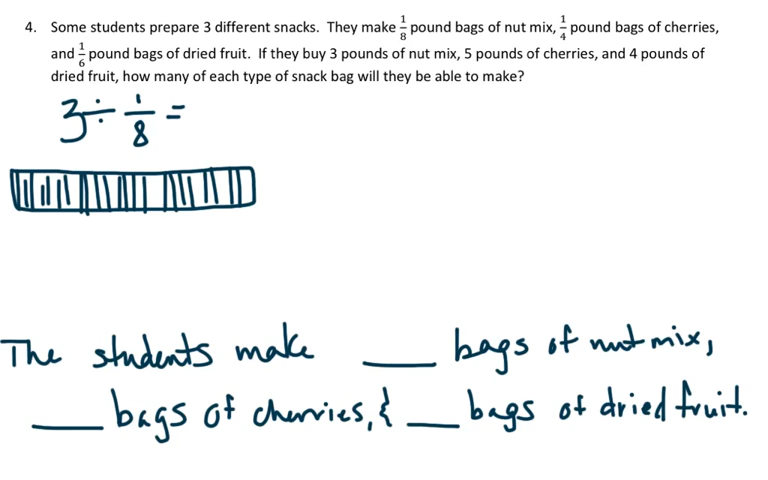 4. Some students prepare 3 different snacks. They make 1/8 pound bags of nut mix, 1/4 pound bags of cherries,
and 1/6 pound bags of dried fruit. If they buy 3 pounds of nut mix, 5 pounds of cherries, and 4 pounds of
dried fruit, how many of each type of snack bag will they be able to make?
3 ÷ 1/8 =
The students make ___ bags of nut mix,
___ bags of cherries, & ___ bags of dried fruit.